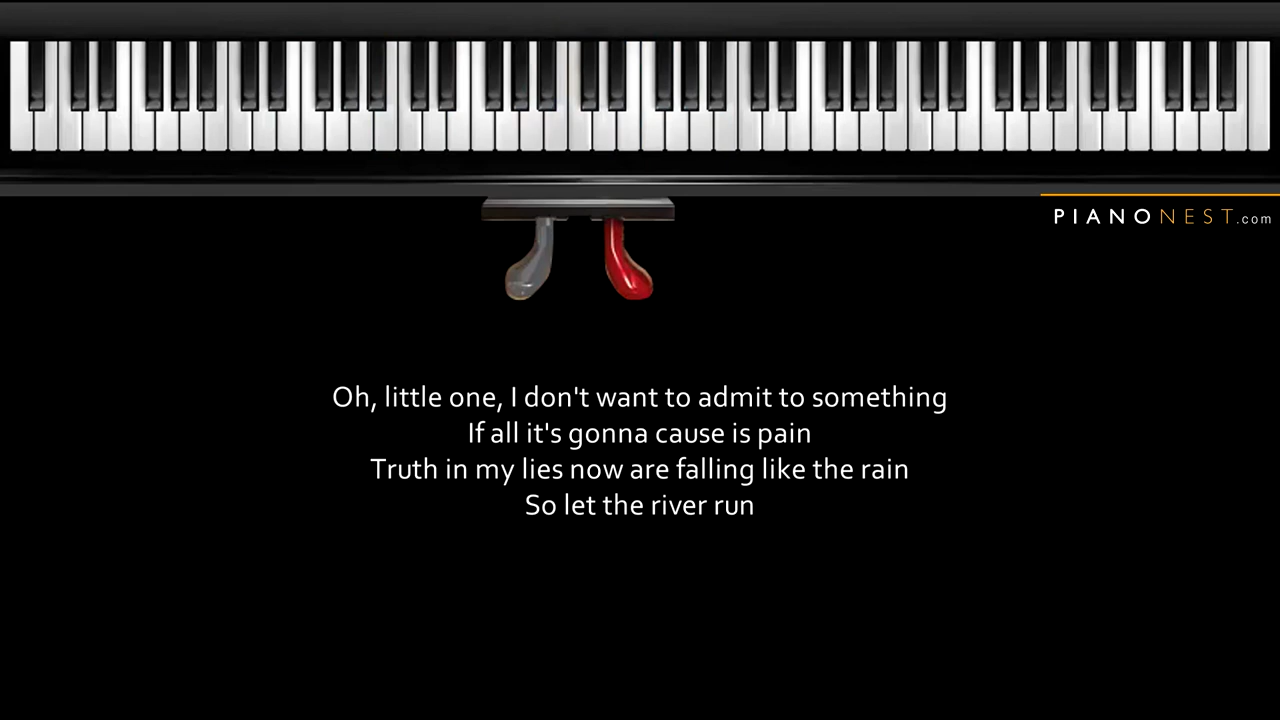 PIANONEST.com
Oh, little one, I don't want to admit to something
If all it's gonna cause is pain
Truth in my lies now are falling like the rain
So let the river run